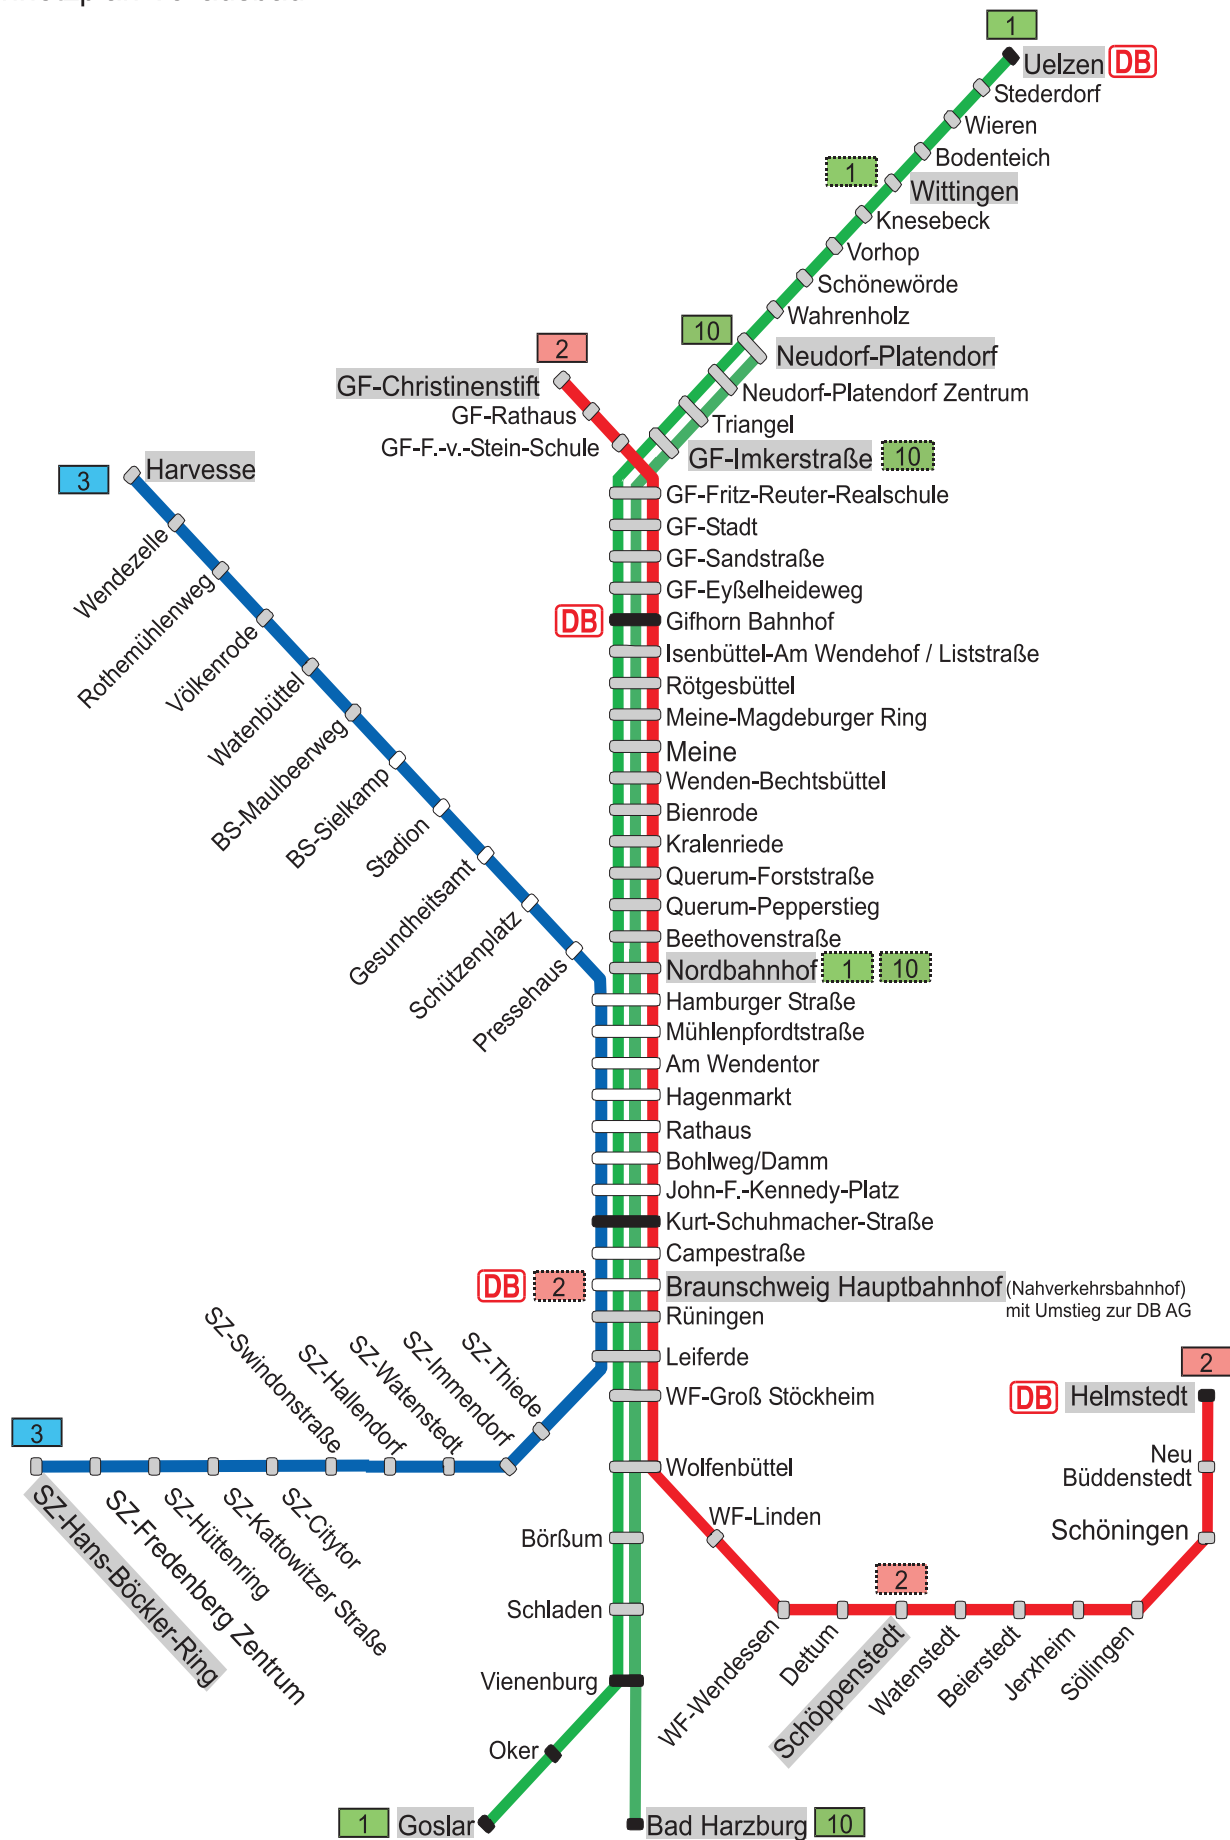 1
Uelzen DB
Stederdorf
Wieren
Bodenteich
1
Wittingen
Knesebeck
Vorhop
Schönewörde
Wahrenholz
10
Neudorf-Platendorf
Neudorf-Platendorf Zentrum
Triangel
GF-Imkerstraße 10
2
GF-Christinenstift
GF-Rathaus
GF-F.-v.-Stein-Schule
3
Harvesse
Wendezelle
Rothemühlenweg
Völkenrode
Watenbüttel
BS-Maulbeerweg
BS-Sielkamp
Stadion
Gesundheitsamt
Schützenplatz
Pressehaus
GF-Fritz-Reuter-Realschule
GF-Stadt
GF-Sandstraße
GF-Eyßelheideweg
DB
Gifhorn Bahnhof
Isenbüttel-Am Wendehof / Liststraße
Rötgesbüttel
Meine-Magdeburger Ring
Meine
Wenden-Bechtsbüttel
Bienrode
Kralenriede
Querum-Forststraße
Querum-Pepperstieg
Beethovenstraße
Nordbahnhof 1 10
Hamburger Straße
Mühlenpfordtstraße
Am Wendentor
Hagenmarkt
Rathaus
Bohlweg/Damm
John-F.-Kennedy-Platz
Kurt-Schuhmacher-Straße
Campestraße
DB 2
Braunschweig Hauptbahnhof (Nahverkehrsbahnhof)
mit Umstieg zur DB AG
Rüningen
Leiferde
WF-Groß Stöckheim
Wolfenbüttel
SZ-Thiede
SZ-Immendorf
SZ-Watenstedt
SZ-Hallendorf
SZ-Swindonstraße
SZ-Citytor
SZ-Kattowitzer Straße
SZ-Hüttenring
SZ-Fredenberg Zentrum
SZ-Hans-Böckler-Ring
3
Börßum
Schladen
Vienenburg
Oker
1 Goslar
Bad Harzburg 10
WF-Linden
WF-Wendessen
Dettum
2
Schöppenstedt
Watenstedt
Beierstedt
Jerxheim
Söllingen
Schöningen
Neu
Büddenstedt
DB Helmstedt
2